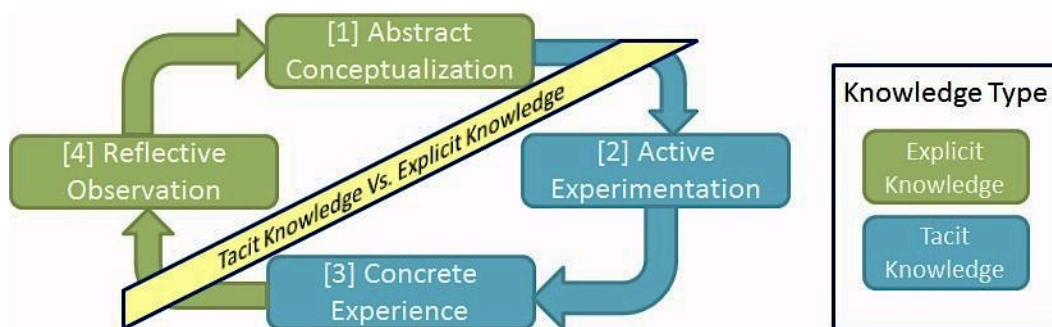 [1] Abstract
Conceptualization
[2] Active
Experimentation
[3] Concrete
Experience
[4] Reflective
Observation
Tacit Knowledge Vs. Explicit Knowledge
Knowledge Type
Explicit
Knowledge
Tacit
Knowledge